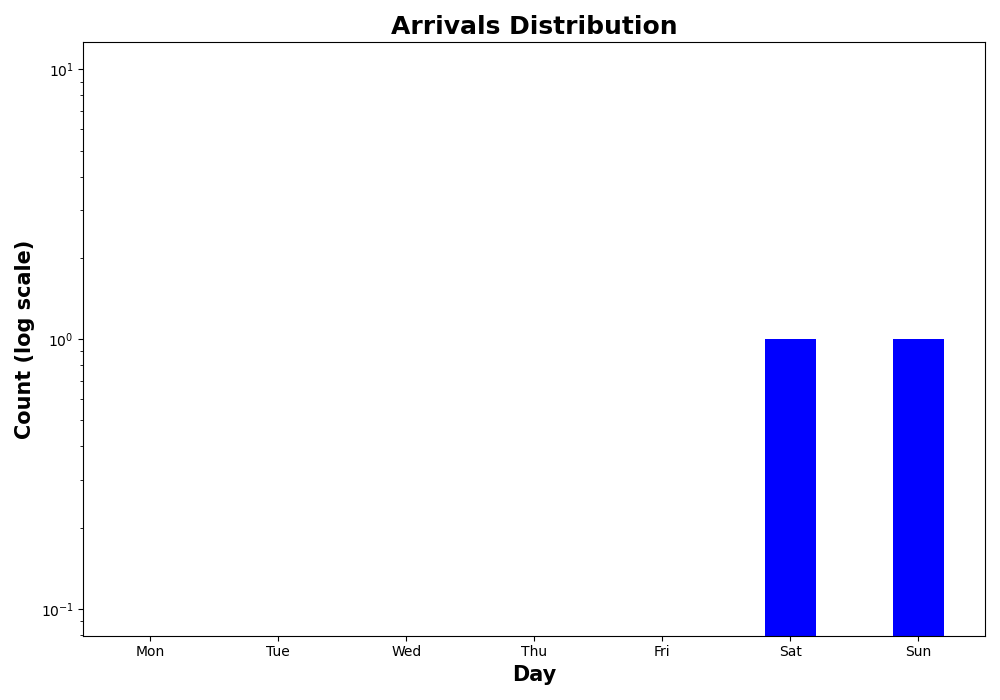 Arrivals Distribution
Count (log scale)
10¹
10⁰
10⁻¹
Mon Tue Wed Thu Fri Sat Sun
Day